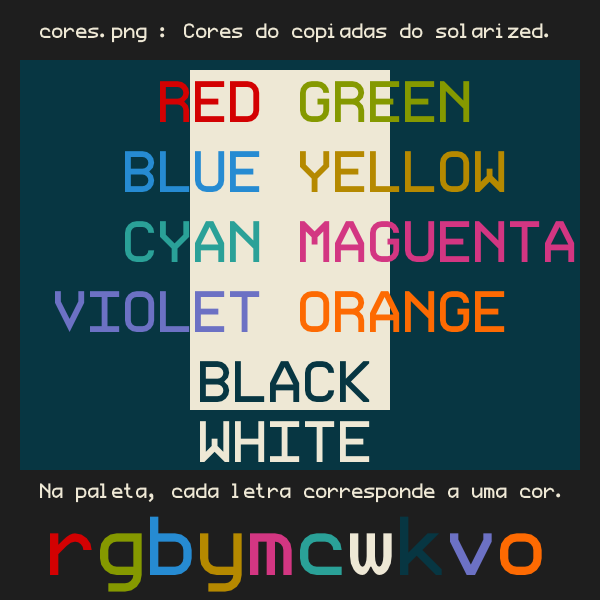 cores.png : Cores do copiadas do solarized.
RED GREEN
BLUE YELLOW
CYAN MAGUENTA
VIOLET ORANGE
BLACK
WHITE
Na paleta, cada letra corresponde a uma cor.
rgbymcwkvo